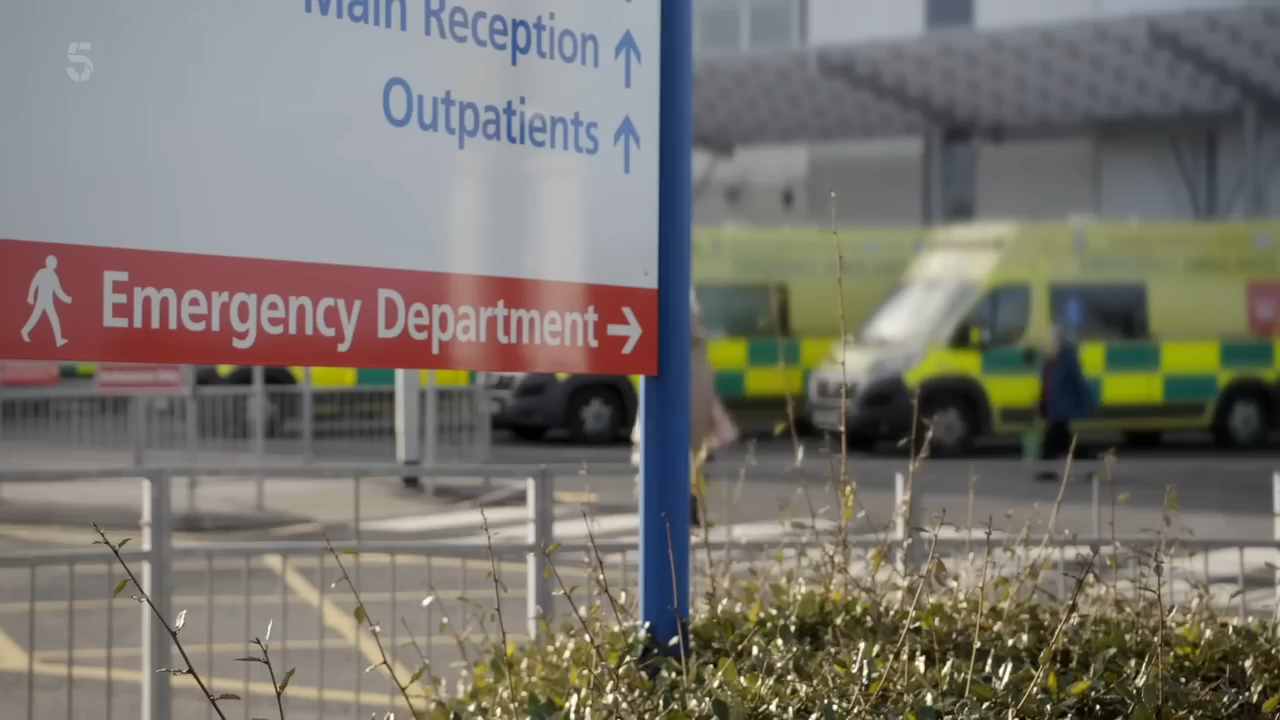 5
Main Reception ↑
Outpatients ↑
Emergency Department →